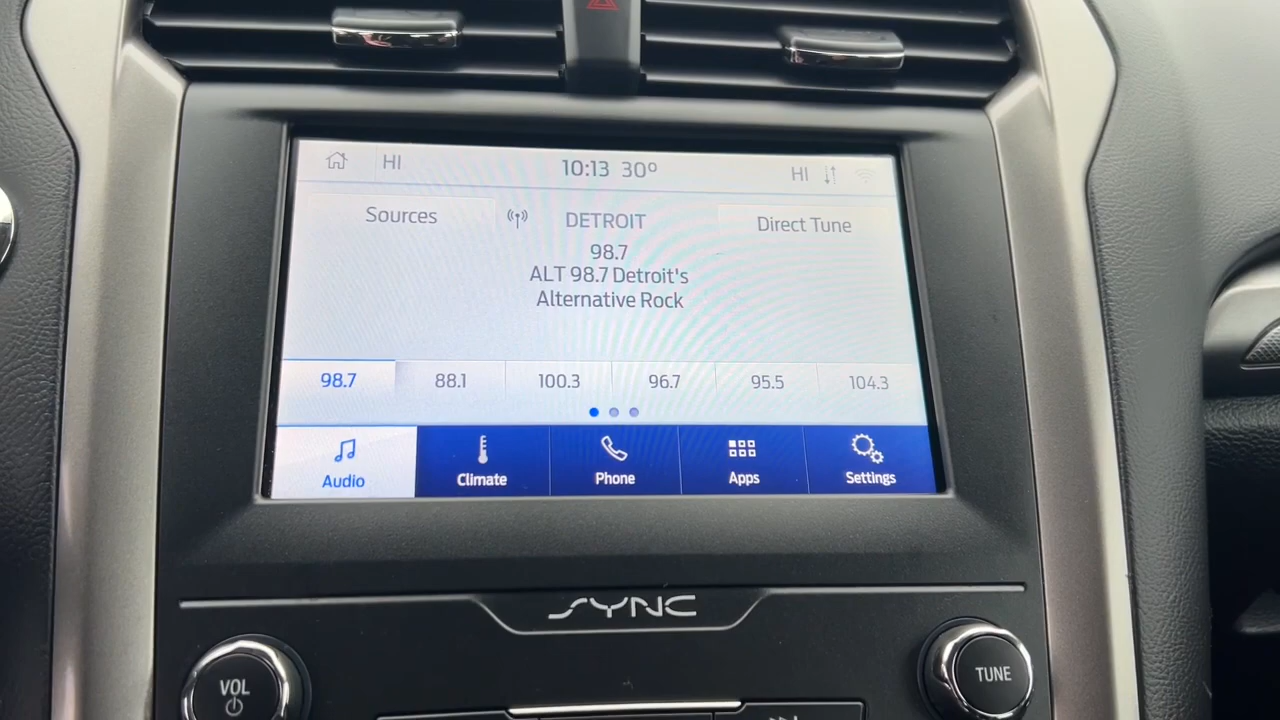 HI
10:13 30°
HI
Sources
DETROIT
Direct Tune
98.7
ALT 98.7 Detroit's
Alternative Rock
98.7
88.1
100.3
96.7
95.5
104.3
Audio
Climate
Phone
Apps
Settings
SYNC
VOL
TUNE